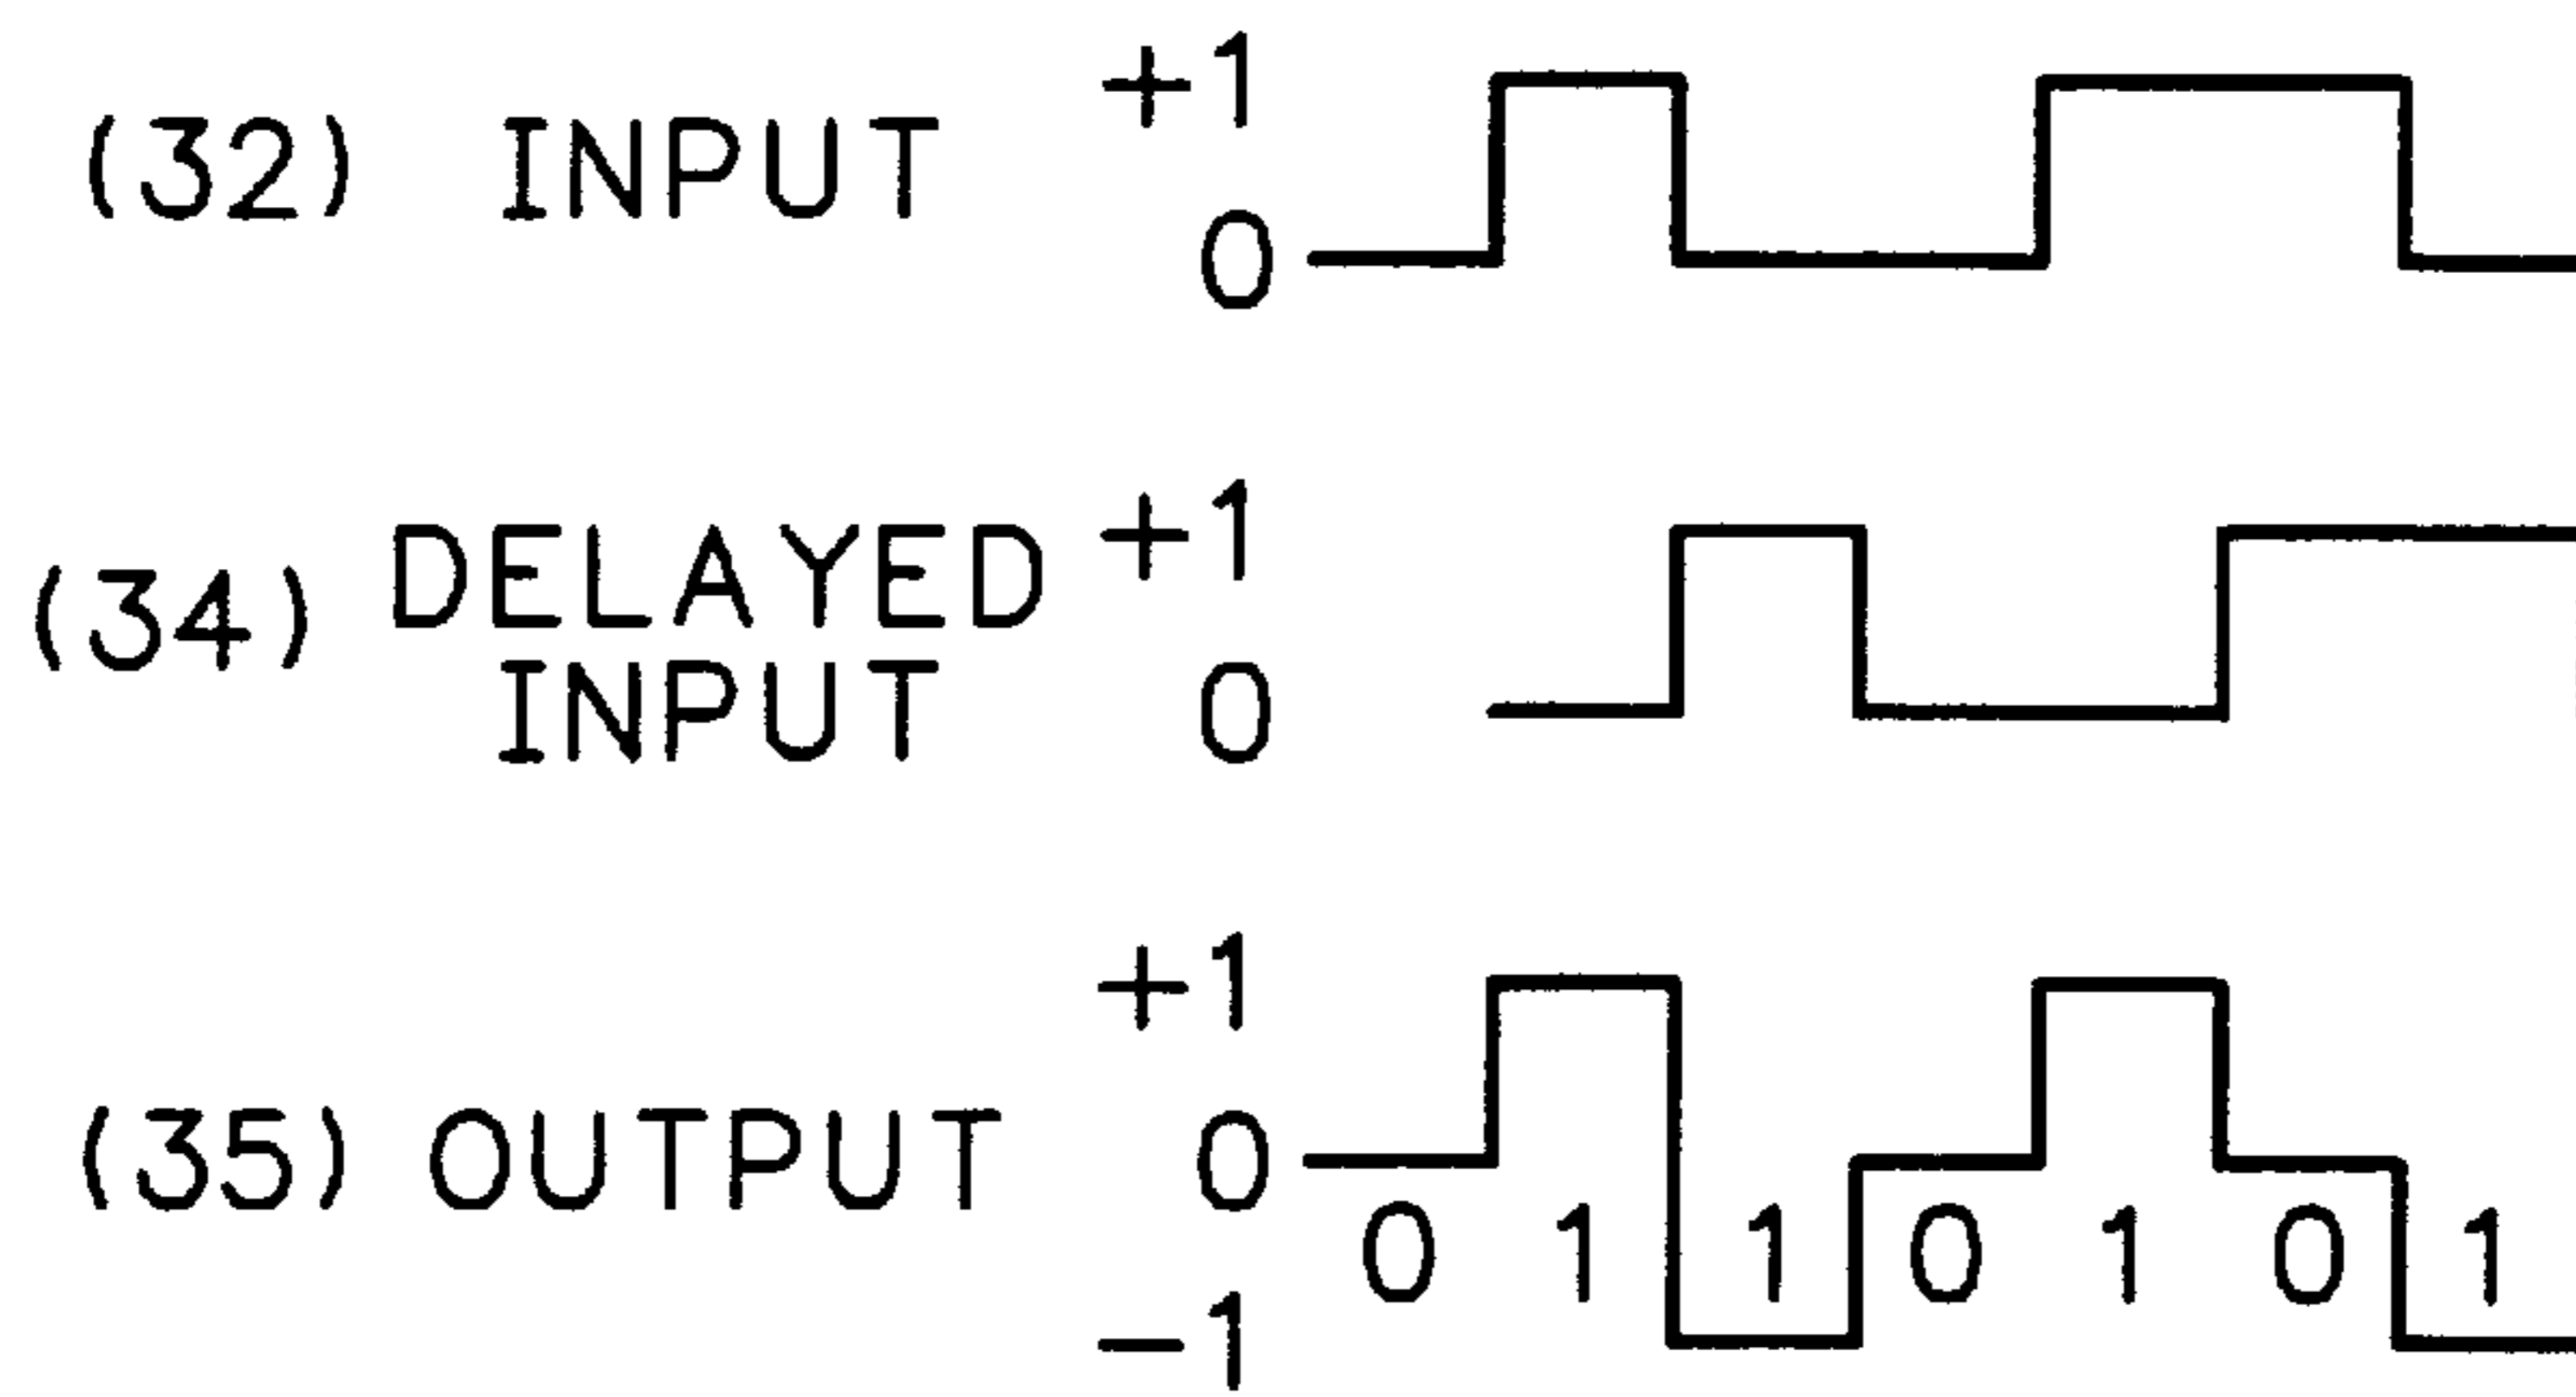 +1
(32) INPUT
0
DELAYED +1
(34)
INPUT 0
+1
(35) OUTPUT 0
0 1 1 0 1 0 1
-1